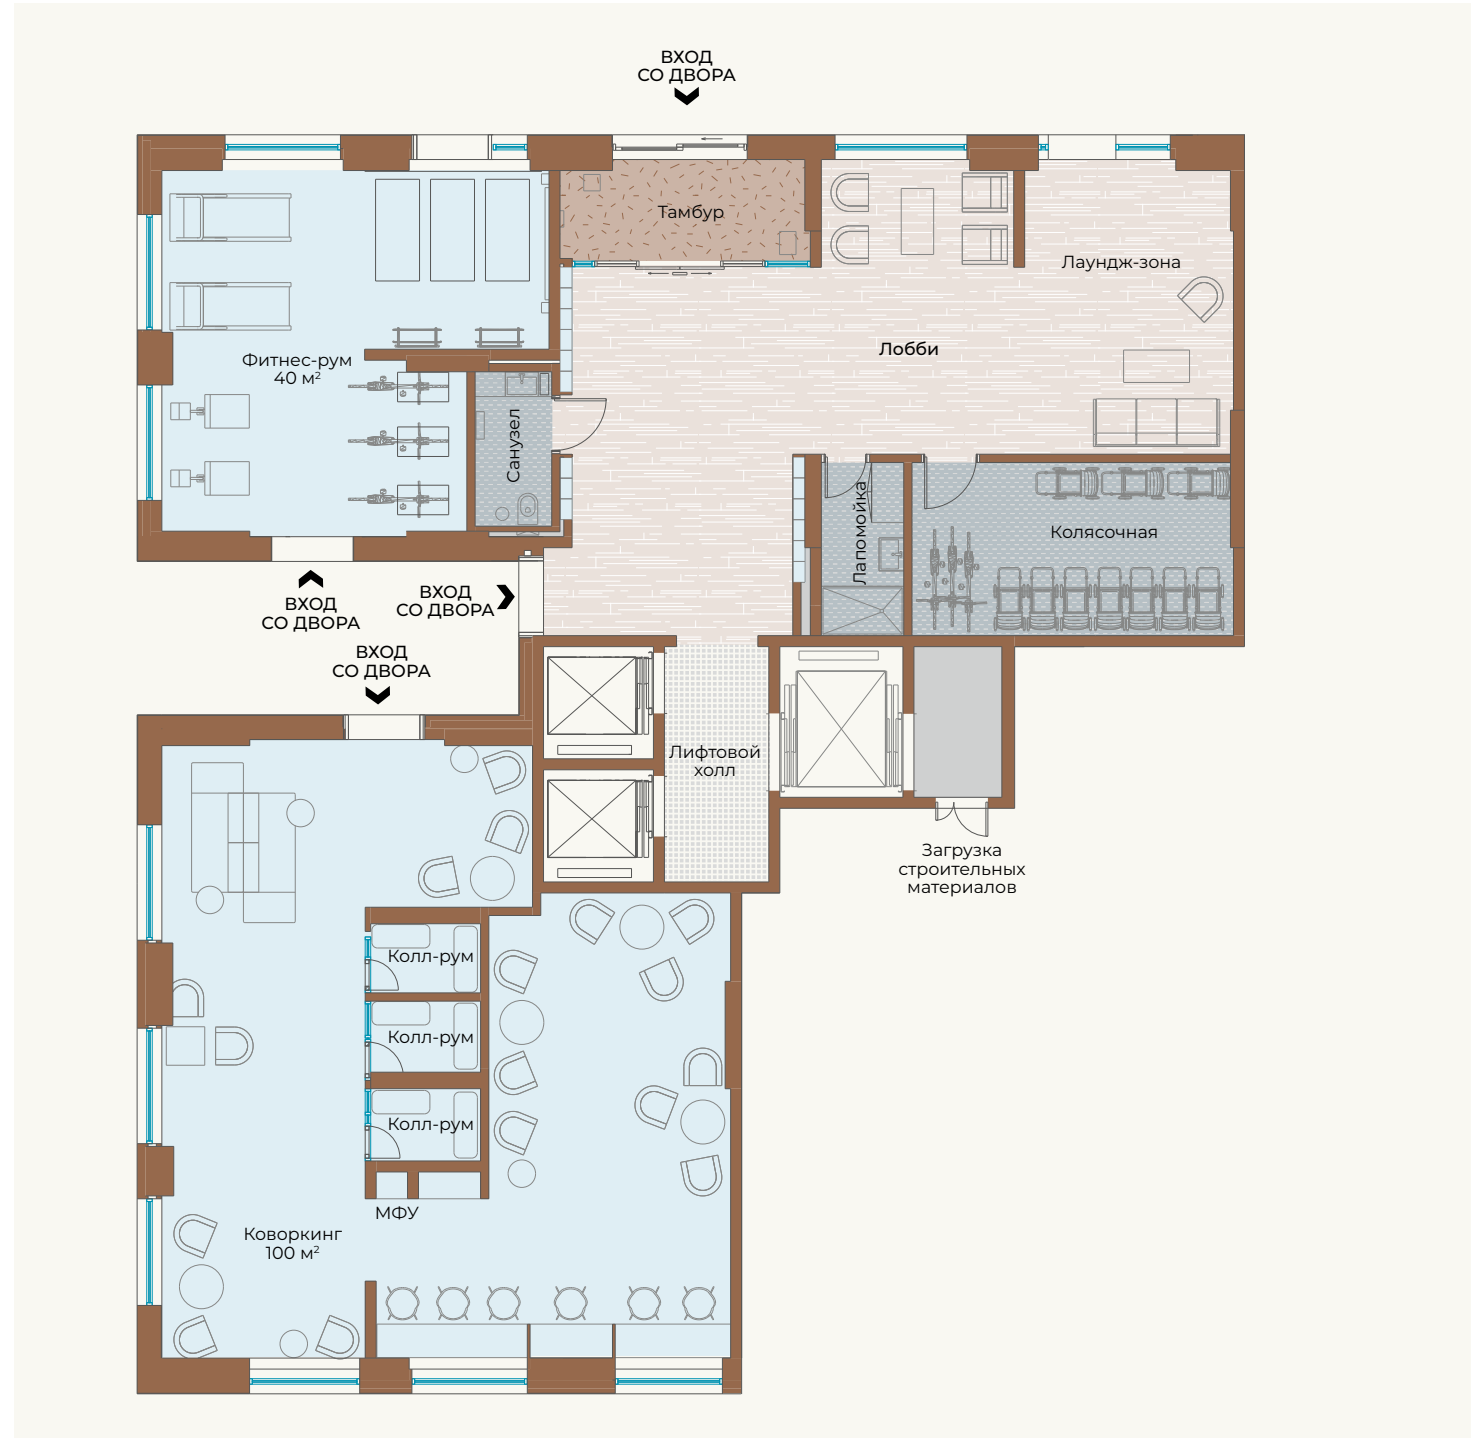 ВХОД
СО ДВОРА
Тамбур
Лаундж-зона
Лобби
Фитнес-рум
40 м²
Санузел
Лапомойка
Колясочная
ВХОД
СО ДВОРА
ВХОД
СО ДВОРА
ВХОД
СО ДВОРА
Лифтовой
холл
Загрузка
строительных
материалов
Колл-рум
Колл-рум
Колл-рум
МФУ
Коворкинг
100 м²